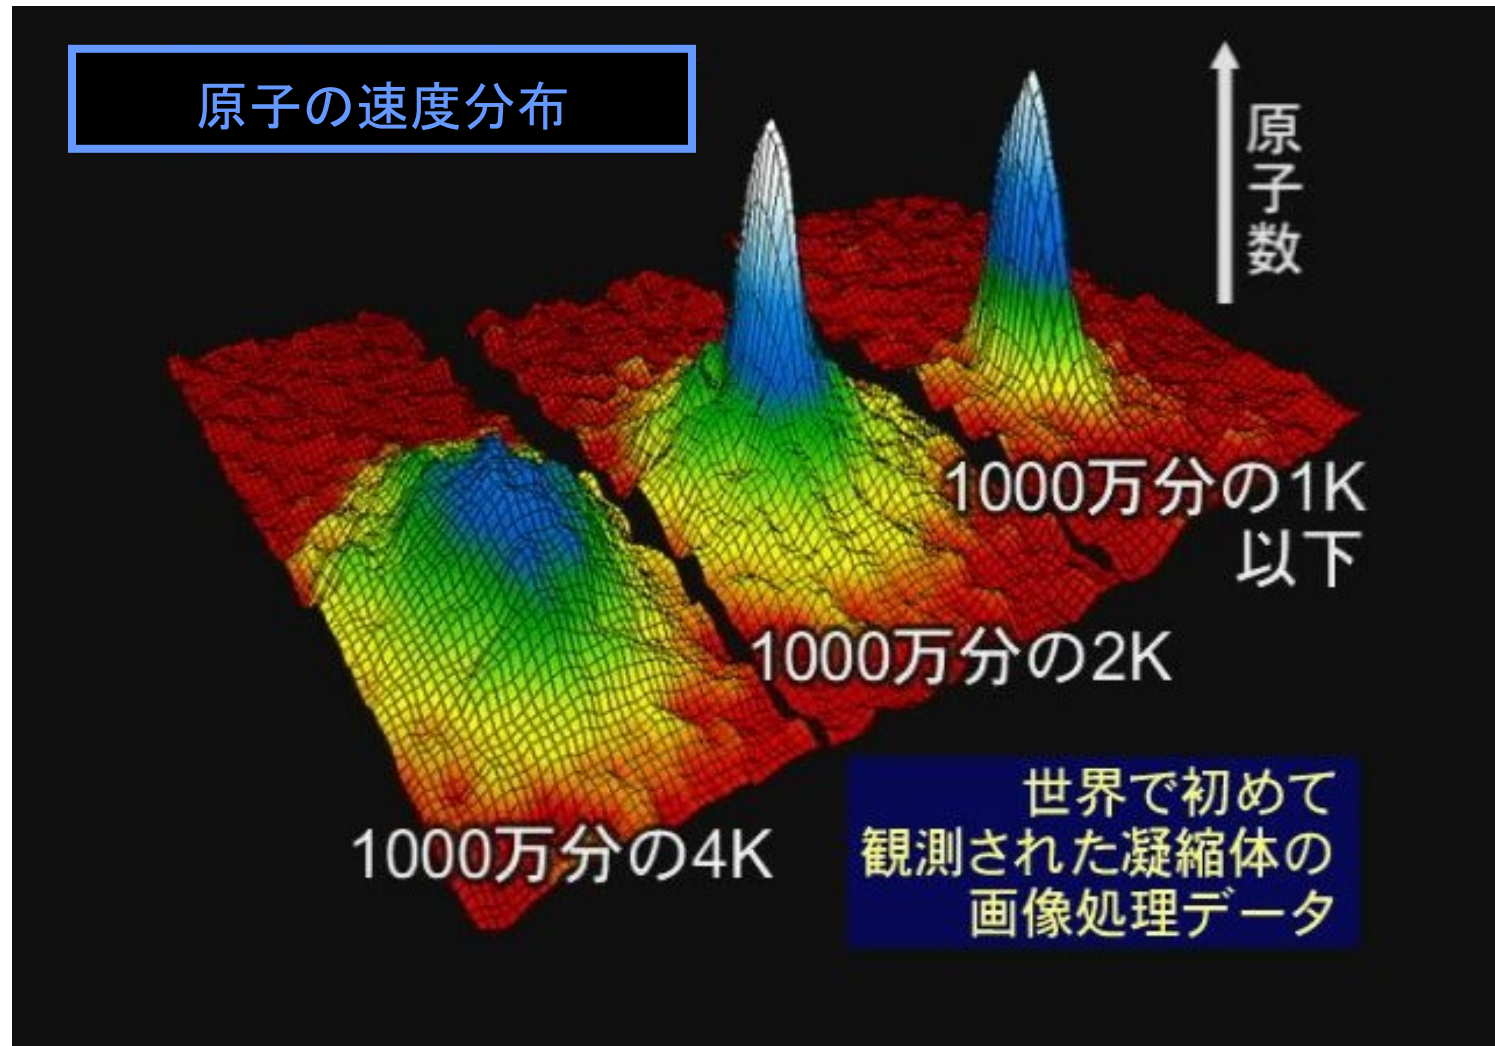 原子の速度分布
原子数
1000万分の1K
以下
1000万分の2K
1000万分の4K
世界で初めて
観測された凝縮体の
画像処理データ